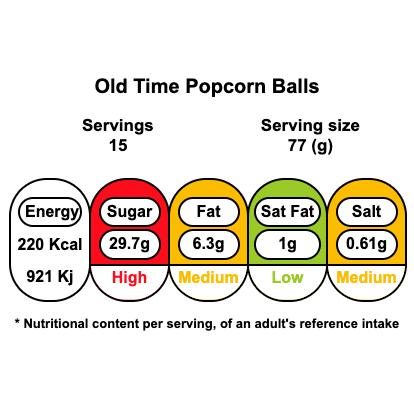 Old Time Popcorn Balls
Servings Serving size
15 77 (g)
Energy Sugar Fat Sat Fat Salt
220 Kcal 29.7g 6.3g 1g 0.61g
921 Kj High Medium Low Medium
* Nutritional content per serving, of an adult's reference intake